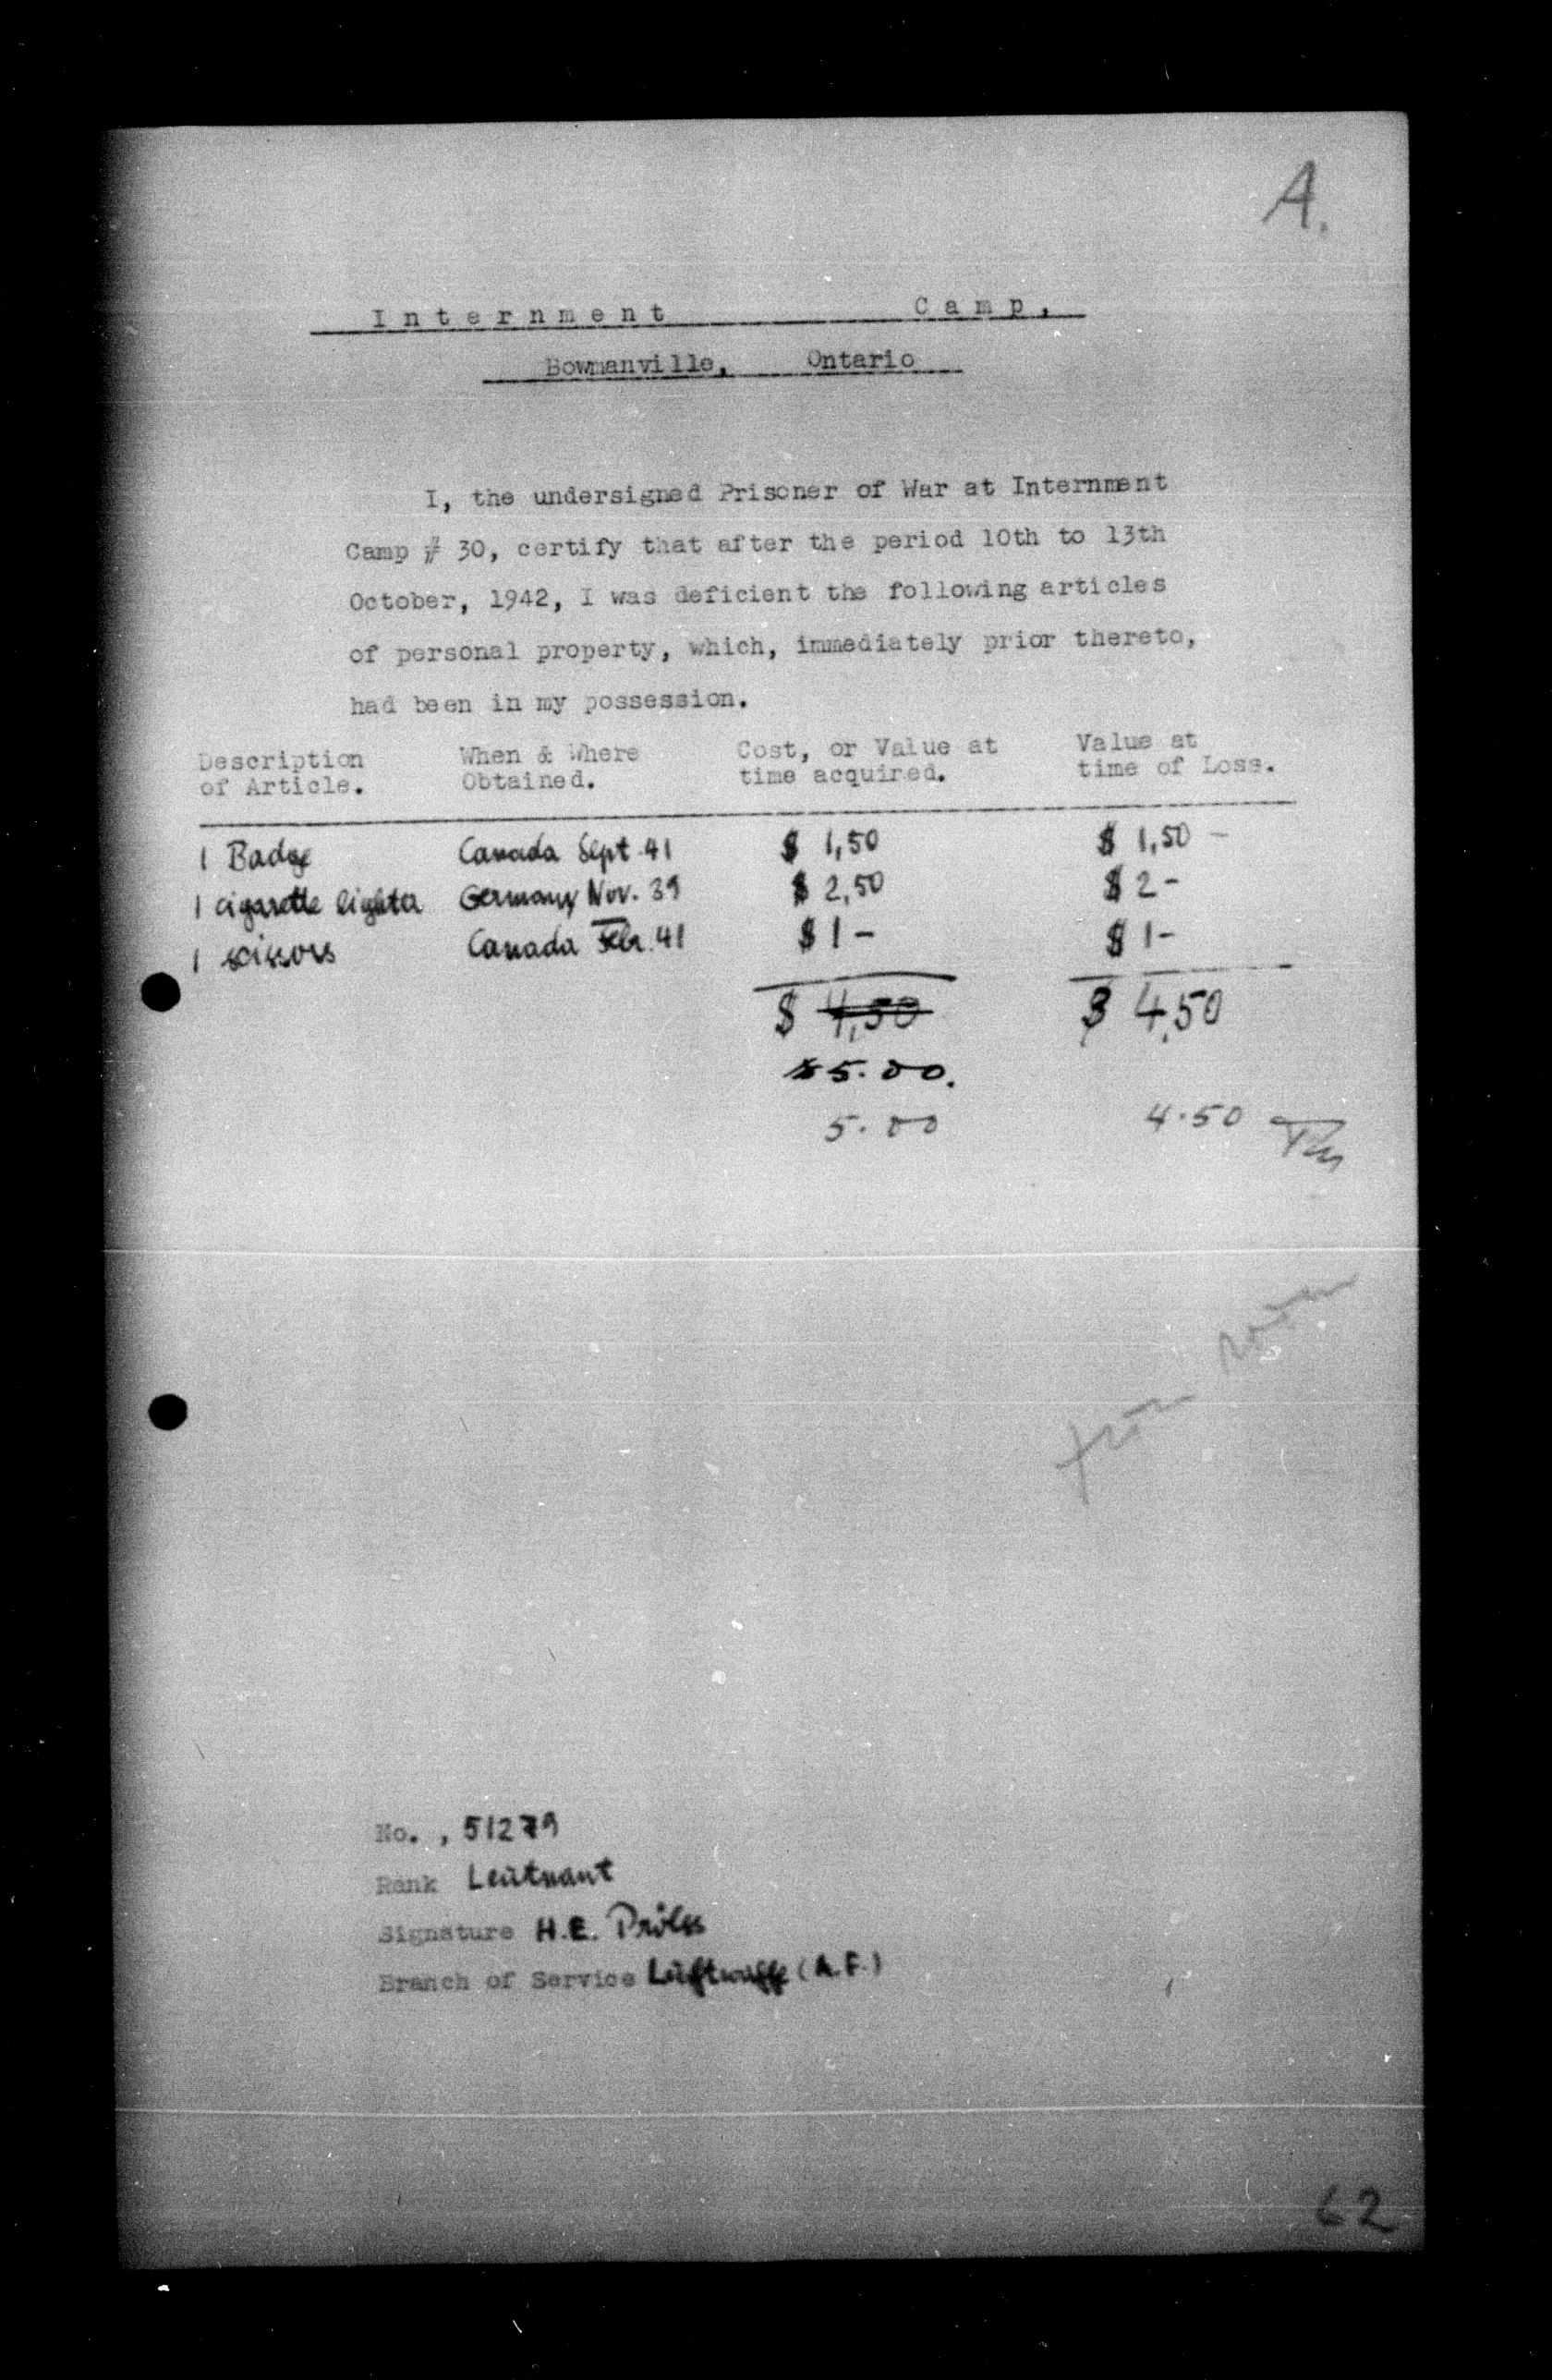 A.
Internment Camp.
Bowmanville, Ontario
I, the undersigned Prisoner of War at Internment
Camp # 30, certify that after the period 10th to 13th
October, 1942, I was deficient the following articles
of personal property, which, immediately prior thereto,
had been in my possession.
Description of Article. When & Where Obtained. Cost, or Value at time acquired. Value at time of Loss.
1 Badge Canada Sept. 41 $ 1,50 $ 1,50 -
1 cigarette lighter Germany Nov. 39 $ 2,50 $ 2 -
1 scissors Canada Febr. 41 $ 1 - $ 1 -
$ 4,50 $ 4,50
$5.00.
5.00 4.50
No., 51279
Rank Leutnant
Signature H.E. Prölss
Branch of Service Luftwaffe (A.F.)
62